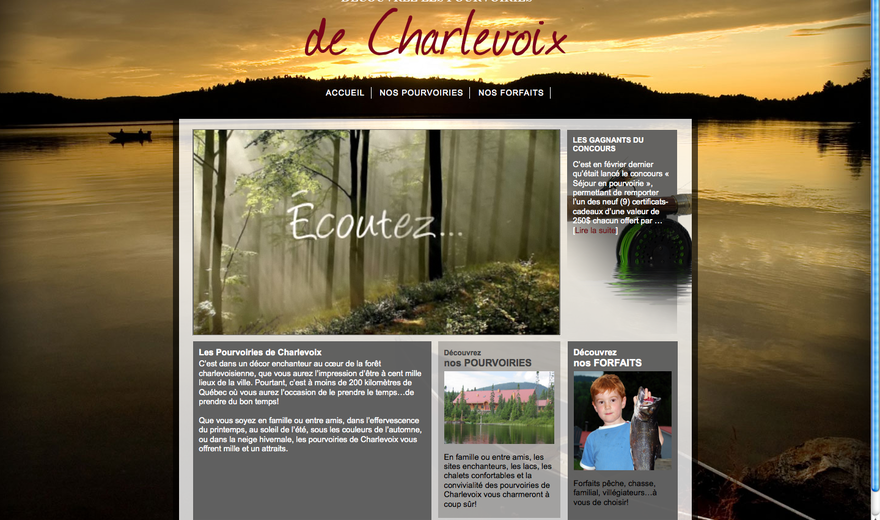 DÉCOUVREZ LES POURVOIRIES
de Charlevoix
ACCUEIL
NOS POURVOIRIES
NOS FORFAITS
Écoutez...
LES GAGNANTS DU
CONCOURS
C'est en février dernier
qu'était lancé le concours «
Séjour en pourvoirie »,
permettant de remporter
l'un des neuf (9) certificats-
cadeaux d'une valeur de
250$ chacun offert par ...
[Lire la suite]
Les Pourvoiries de Charlevoix
C'est dans un décor enchanteur au cœur de la forêt
charlevoisienne, que vous aurez l'impression d'être à cent mille
lieux de la ville. Pourtant, c'est à moins de 200 kilomètres de
Québec où vous aurez l'occasion de le prendre le temps...de
prendre du bon temps!
Que vous soyez en famille ou entre amis, dans l'effervescence
du printemps, au soleil de l'été, sous les couleurs de l'automne,
ou dans la neige hivernale, les pourvoiries de Charlevoix vous
offrent mille et un attraits.
Découvrez
nos POURVOIRIES
En famille ou entre amis, les
sites enchanteurs, les lacs, les
chalets confortables et la
convivialité des pourvoiries de
Charlevoix vous charmeront à
coup sûr!
Découvrez
nos FORFAITS
Forfaits pêche, chasse,
familial, villégiateurs...à
vous de choisir!